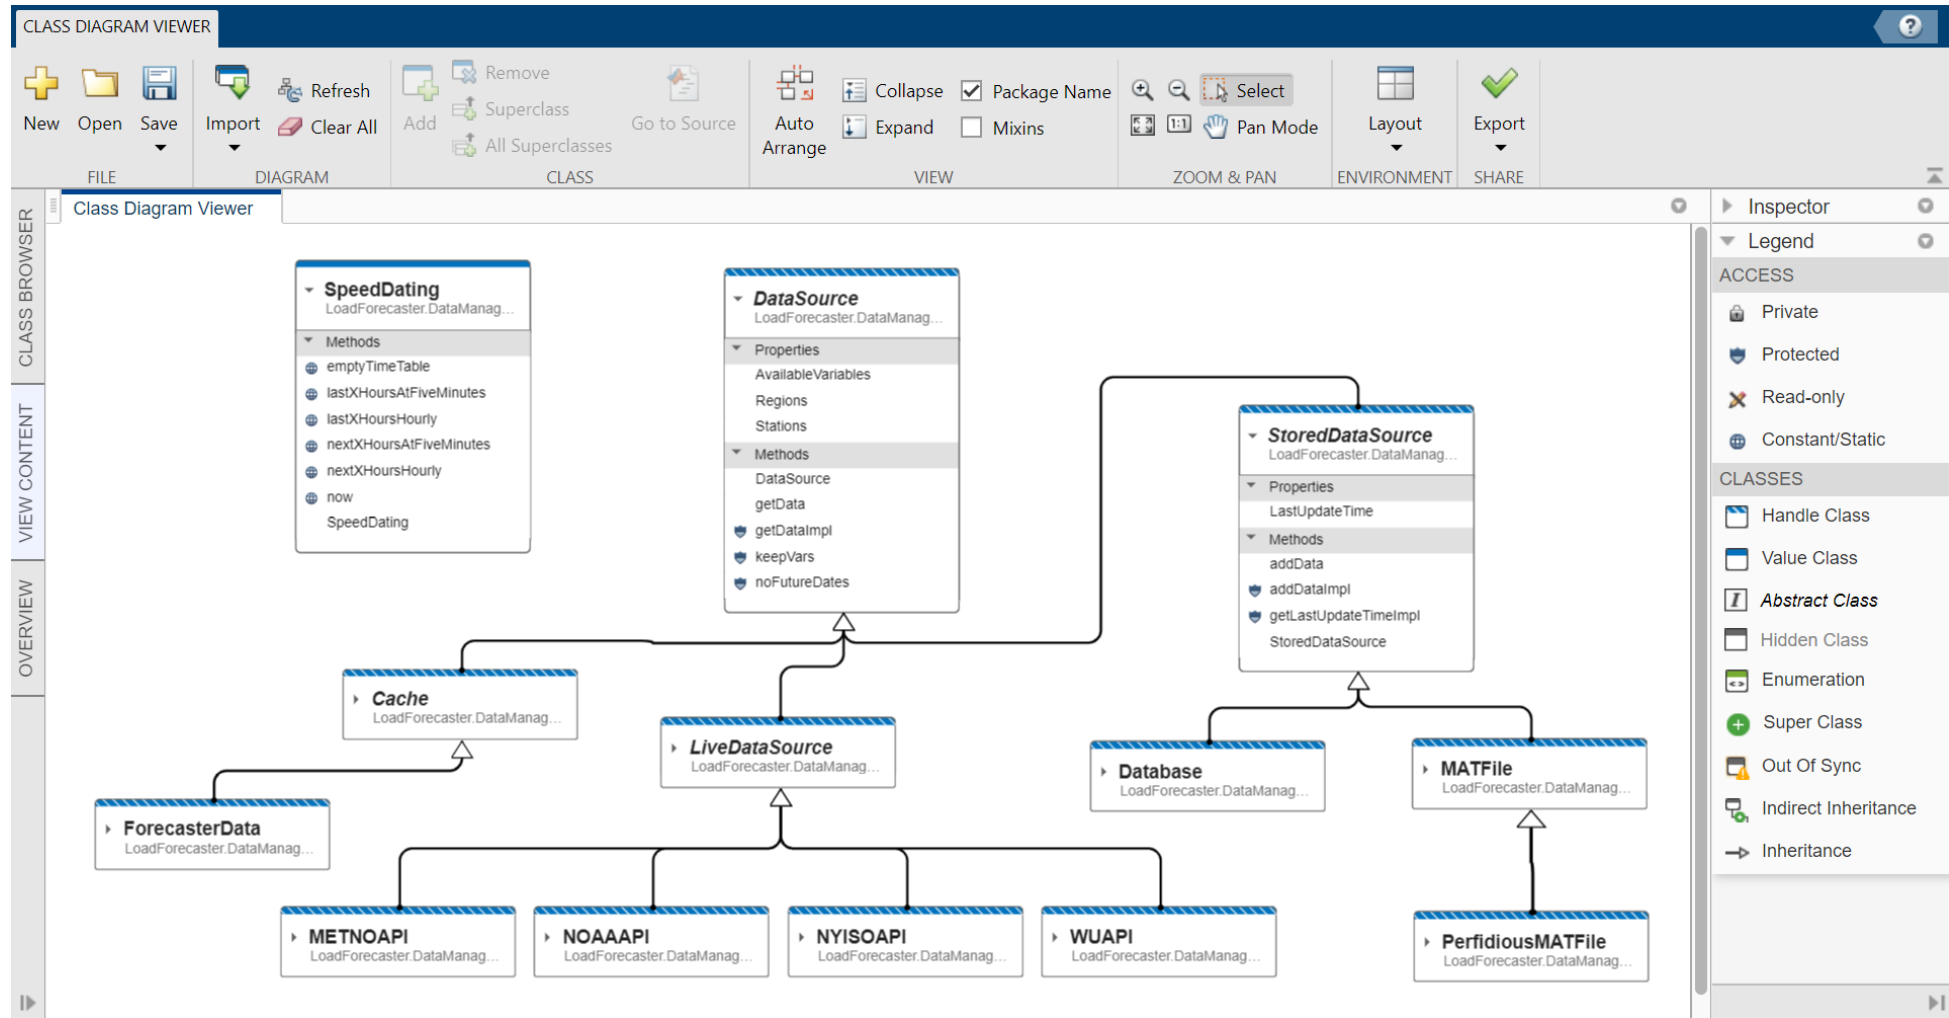 CLASS DIAGRAM VIEWER
?
New
Open
Save
FILE
Import
Refresh
Clear All
DIAGRAM
Add
Remove
Superclass
All Superclasses
Go to Source
CLASS
Auto
Arrange
Collapse
Expand
Package Name
Mixins
VIEW
1:1
Select
Pan Mode
ZOOM & PAN
Layout
ENVIRONMENT
Export
SHARE
CLASS BROWSER
VIEW CONTENT
OVERVIEW
Class Diagram Viewer
SpeedDating
LoadForecaster.DataManag...
Methods
emptyTimeTable
lastXHoursAtFiveMinutes
lastXHoursHourly
nextXHoursAtFiveMinutes
nextXHoursHourly
now
SpeedDating
DataSource
LoadForecaster.DataManag...
Properties
AvailableVariables
Regions
Stations
Methods
DataSource
getData
getDataImpl
keepVars
noFutureDates
StoredDataSource
LoadForecaster.DataManag...
Properties
LastUpdateTime
Methods
addData
addDataImpl
getLastUpdateTimeImpl
StoredDataSource
Cache
LoadForecaster.DataManag...
LiveDataSource
LoadForecaster.DataManag...
Database
LoadForecaster.DataManag...
MATFile
LoadForecaster.DataManag...
ForecasterData
LoadForecaster.DataManag...
METNOAPI
LoadForecaster.DataManag...
NOAAAPI
LoadForecaster.DataManag...
NYISOAPI
LoadForecaster.DataManag...
WUAPI
LoadForecaster.DataManag...
PerfidiousMATFile
LoadForecaster.DataManag...
Inspector
Legend
ACCESS
Private
Protected
Read-only
Constant/Static
CLASSES
Handle Class
Value Class
I
Abstract Class
Hidden Class
Enumeration
Super Class
Out Of Sync
Indirect Inheritance
Inheritance